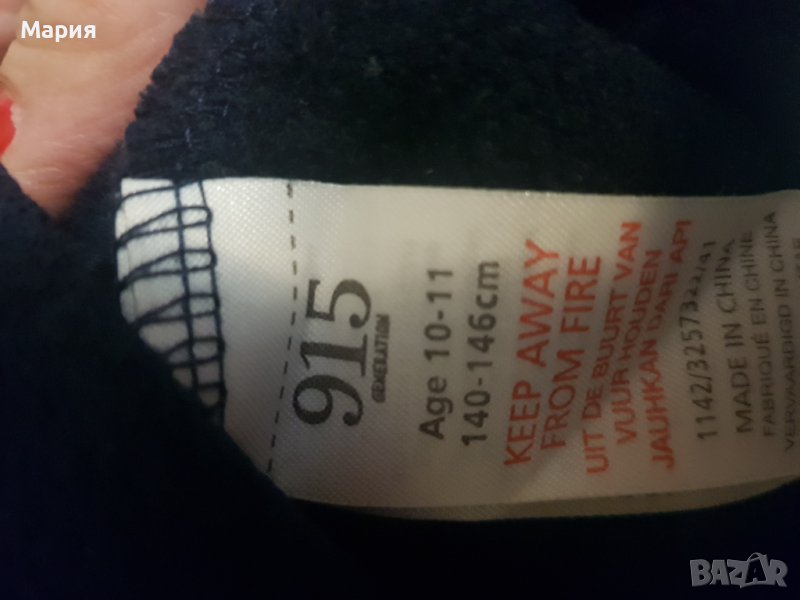 Мария
915
GENERATION
Age 10-11
140-146cm
KEEP AWAY
FROM FIRE
UIT DE BUURT VAN
VUUR HOUDEN
JAUHKAN DARI API
MADE IN CHINA
FABRIQUÉ EN CHINE
VERVAARDIGD IN CHINA
BAZAR